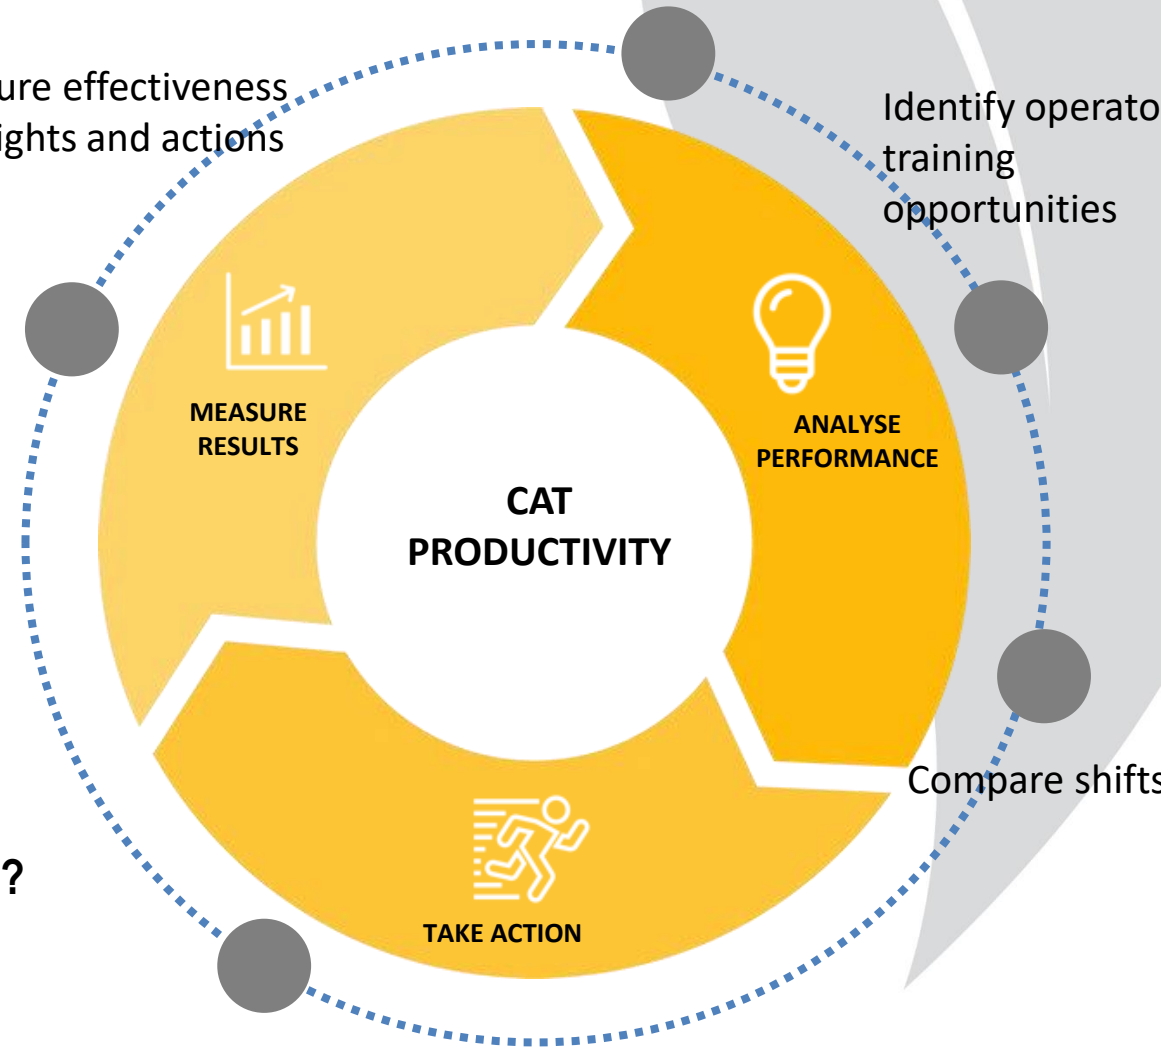 ure effectiveness
ights and actions
Identify operato
training
opportunities
MEASURE
RESULTS
ANALYSE
PERFORMANCE
CAT
PRODUCTIVITY
Compare shifts
?
TAKE ACTION